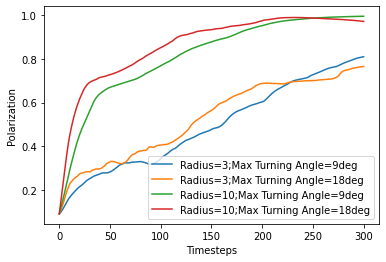 1.0
0.8
0.6
0.4
0.2
Polarization
0 50 100 150 200 250 300
Timesteps
Radius=3;Max Turning Angle=9deg
Radius=3;Max Turning Angle=18deg
Radius=10;Max Turning Angle=9deg
Radius=10;Max Turning Angle=18deg